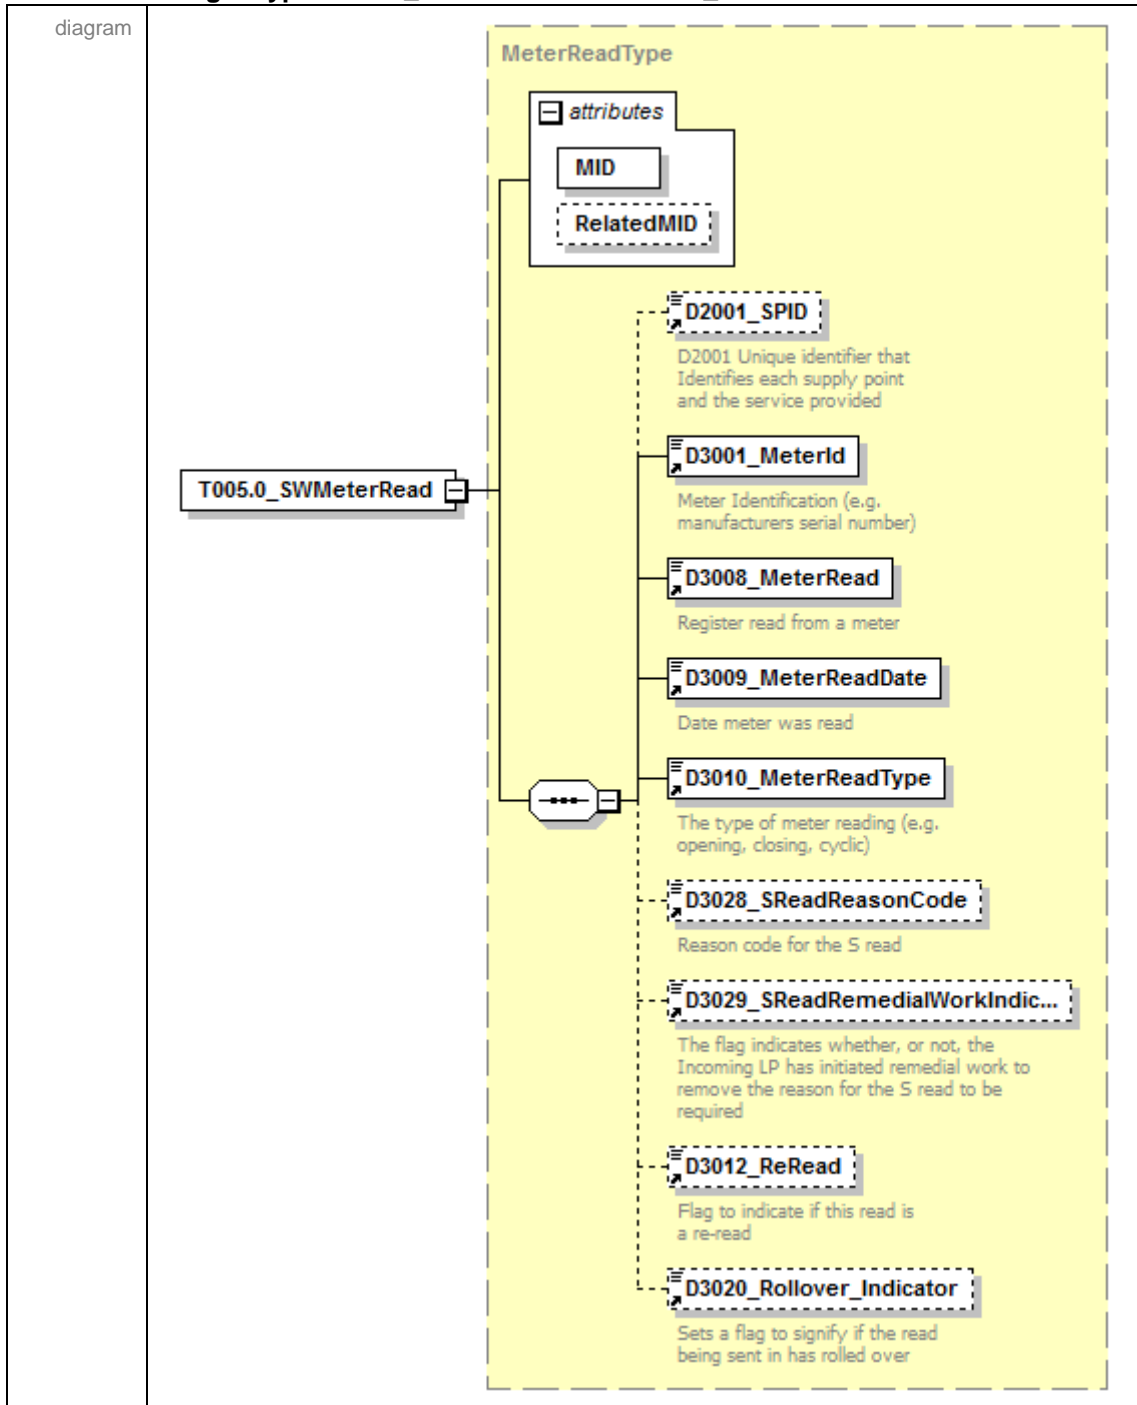 diagram
MeterReadType
attributes
MID
RelatedMID
D2001_SPID
D2001 Unique identifier that
Identifies each supply point
and the service provided
T005.0_SWMeterRead
D3001_MeterId
Meter Identification (e.g.
manufacturers serial number)
D3008_MeterRead
Register read from a meter
D3009_MeterReadDate
Date meter was read
D3010_MeterReadType
The type of meter reading (e.g.
opening, closing, cyclic)
D3028_SReadReasonCode
Reason code for the S read
D3029_SReadRemedialWorkIndic...
The flag indicates whether, or not, the
Incoming LP has initiated remedial work to
remove the reason for the S read to be
required
D3012_ReRead
Flag to indicate if this read is
a re-read
D3020_Rollover_Indicator
Sets a flag to signify if the read
being sent in has rolled over